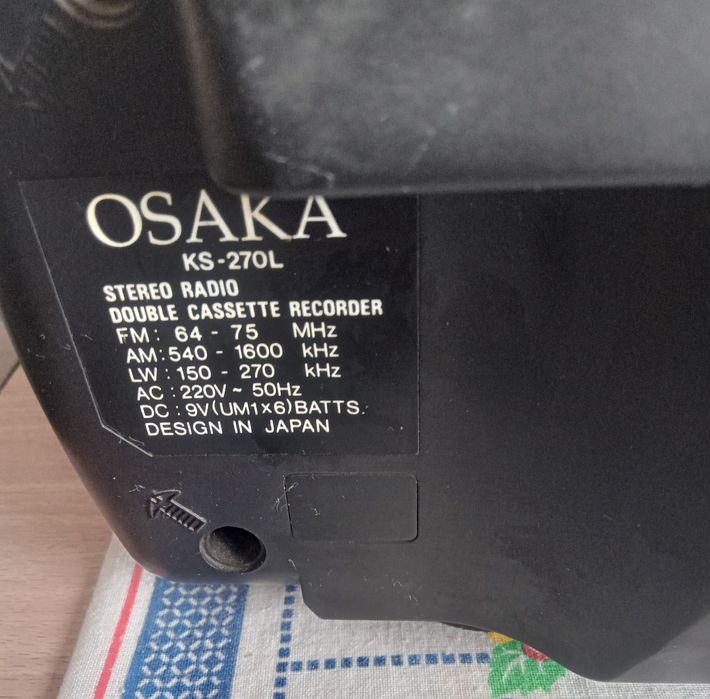 OSAKA
KS-270L
STEREO RADIO
DOUBLE CASSETTE RECORDER
FM: 64 - 75 MHz
AM: 540 - 1600 kHz
LW: 150 - 270 kHz
AC: 220V ~ 50Hz
DC: 9V(UM1×6)BATTS.
DESIGN IN JAPAN